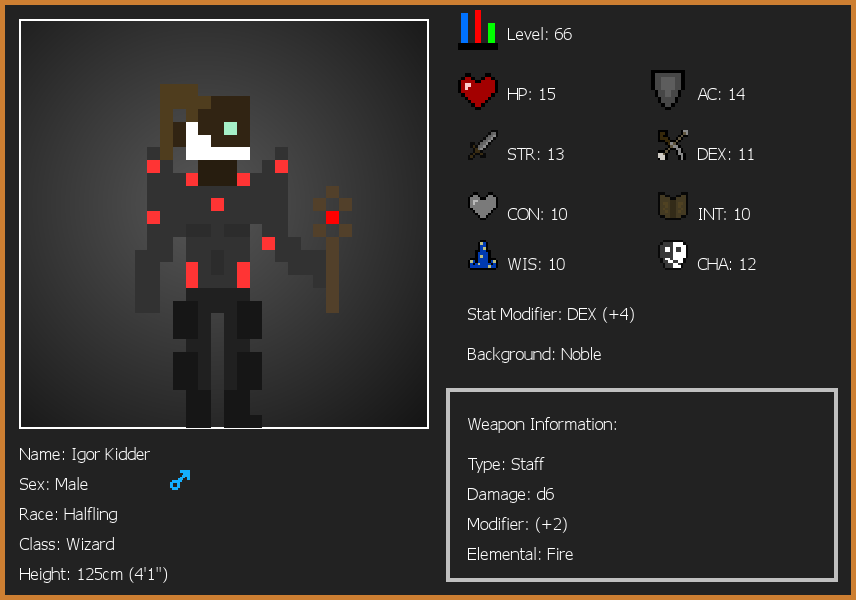 Level: 66
HP: 15
AC: 14
STR: 13
DEX: 11
CON: 10
INT: 10
WIS: 10
CHA: 12
Stat Modifier: DEX (+4)
Background: Noble
Weapon Information:
Type: Staff
Damage: d6
Modifier: (+2)
Elemental: Fire
Name: Igor Kidder
Sex: Male
Race: Halfling
Class: Wizard
Height: 125cm (4'1")